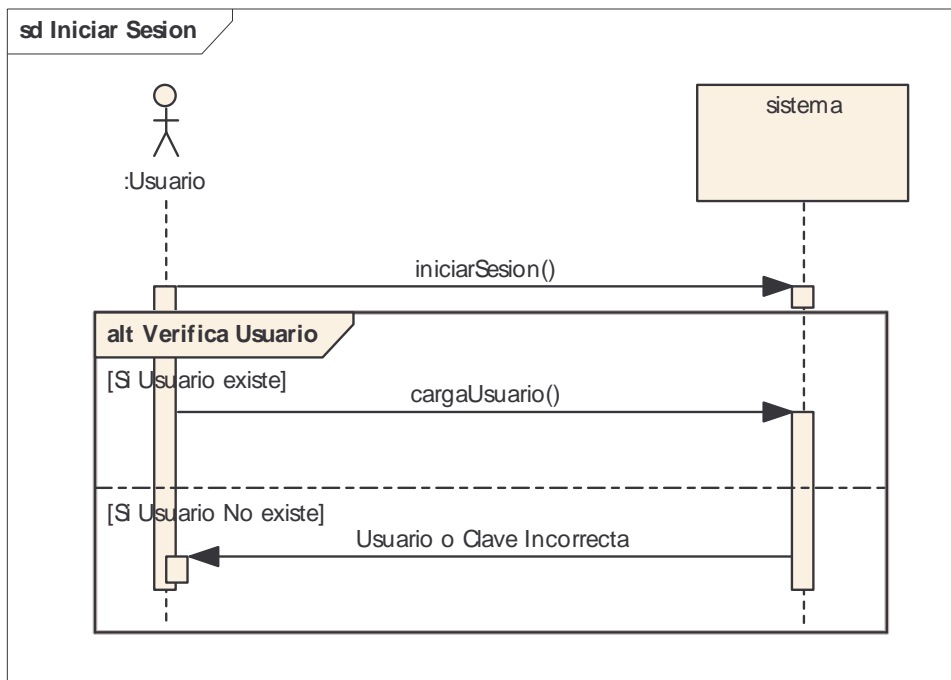 sd Iniciar Sesion
sistema
:Usuario
iniciarSesion()
alt Verifica Usuario
[Si Usuario existe]
cargaUsuario()
[Si Usuario No existe]
Usuario o Clave Incorrecta